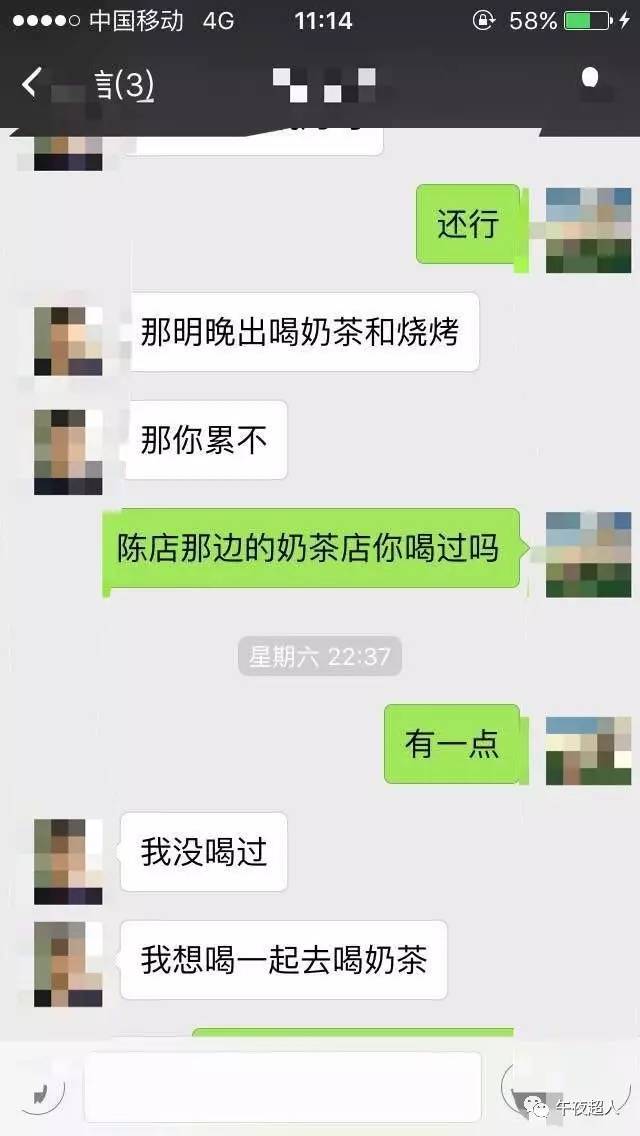 中国移动 4G 11:14 58%
(3)
还行
那明晚出喝奶茶和烧烤
那你累不
陈店那边的奶茶店你喝过吗
星期六 22:37
有一点
我没喝过
我想喝一起去喝奶茶
午夜超人